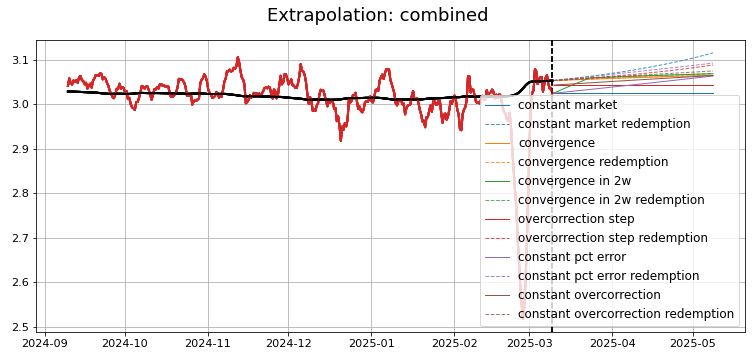 Extrapolation: combined
3.1
3.0
2.9
2.8
2.7
2.6
2.5
constant market
constant market redemption
convergence
convergence redemption
convergence in 2w
convergence in 2w redemption
overcorrection step
overcorrection step redemption
constant pct error
constant pct error redemption
constant overcorrection
constant overcorrection redemption
2024-09 2024-10 2024-11 2024-12 2025-01 2025-02 2025-03 2025-04 2025-05